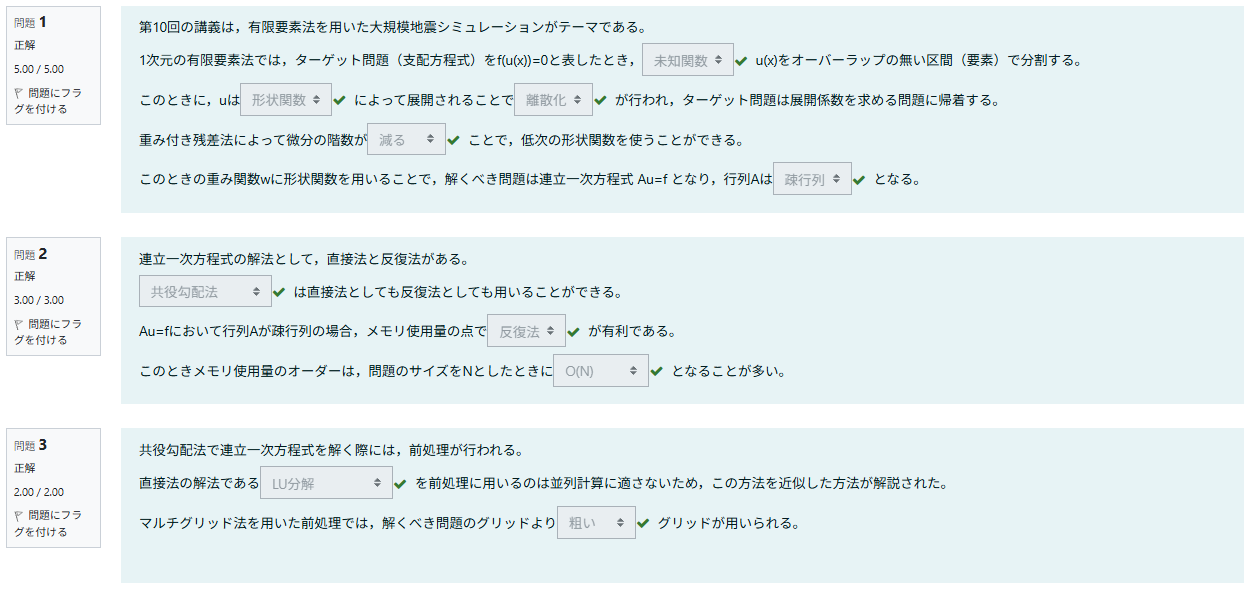 問題 1
正解
5.00 / 5.00
問題にフラ
グを付ける
第10回の講義は，有限要素法を用いた大規模地震シミュレーションがテーマである。
1次元の有限要素法では，ターゲット問題（支配方程式）をf(u(x))=0と表したとき， 未知関数 u(x)をオーバーラップの無い区間（要素）で分割する。
このときに，uは 形状関数 によって展開されることで 離散化 が行われ，ターゲット問題は展開係数を求める問題に帰着する。
重み付き残差法によって微分の階数が 減る ことで，低次の形状関数を使うことができる。
このときの重み関数wに形状関数を用いることで，解くべき問題は連立一次方程式 Au=f となり，行列Aは 疎行列 となる。
問題 2
正解
3.00 / 3.00
問題にフラ
グを付ける
連立一次方程式の解法として，直接法と反復法がある。
共役勾配法 は直接法としても反復法としても用いることができる。
Au=fにおいて行列Aが疎行列の場合，メモリ使用量の点で 反復法 が有利である。
このときメモリ使用量のオーダーは，問題のサイズをNとしたときに O(N) となることが多い。
問題 3
正解
2.00 / 2.00
問題にフラ
グを付ける
共役勾配法で連立一次方程式を解く際には，前処理が行われる。
直接法の解法である LU分解 を前処理に用いるのは並列計算に適さないため，この方法を近似した方法が解説された。
マルチグリッド法を用いた前処理では，解くべき問題のグリッドより 粗い グリッドが用いられる。